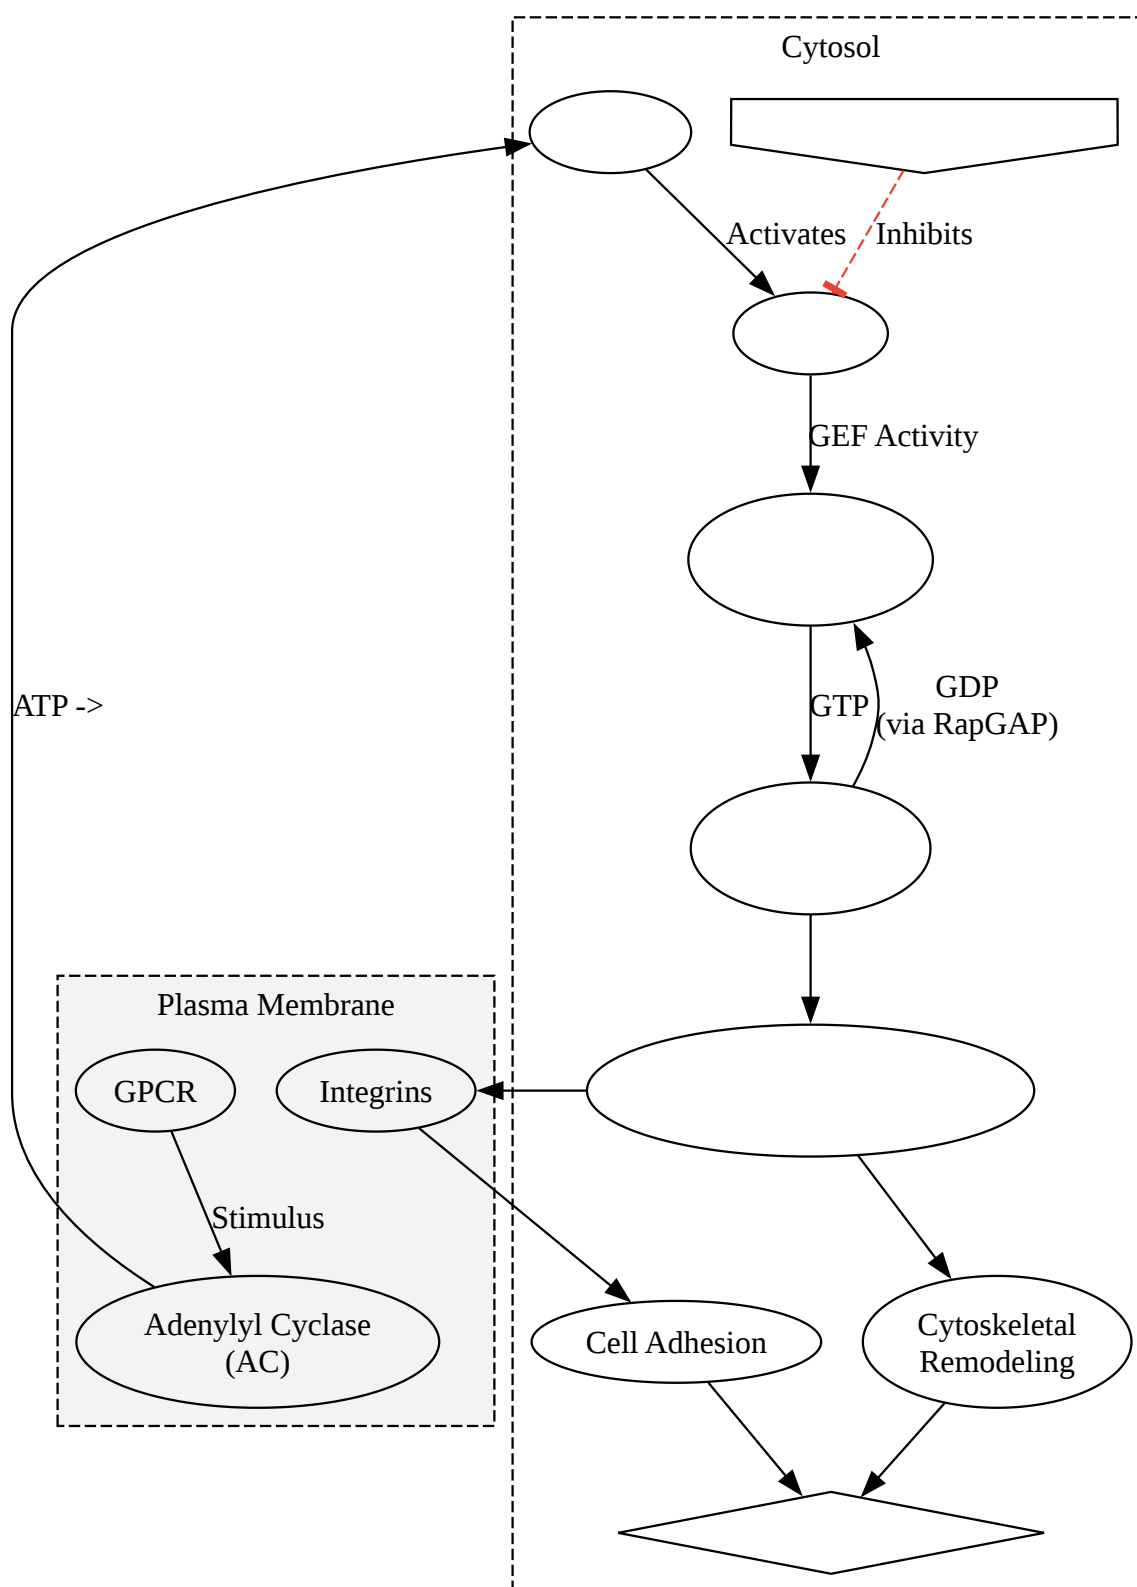 Cytosol
Activates
Inhibits
GEF Activity
ATP ->
GTP
GDP
(via RapGAP)
Plasma Membrane
GPCR
Integrins
Stimulus
Adenylyl Cyclase
(AC)
Cell Adhesion
Cytoskeletal
Remodeling